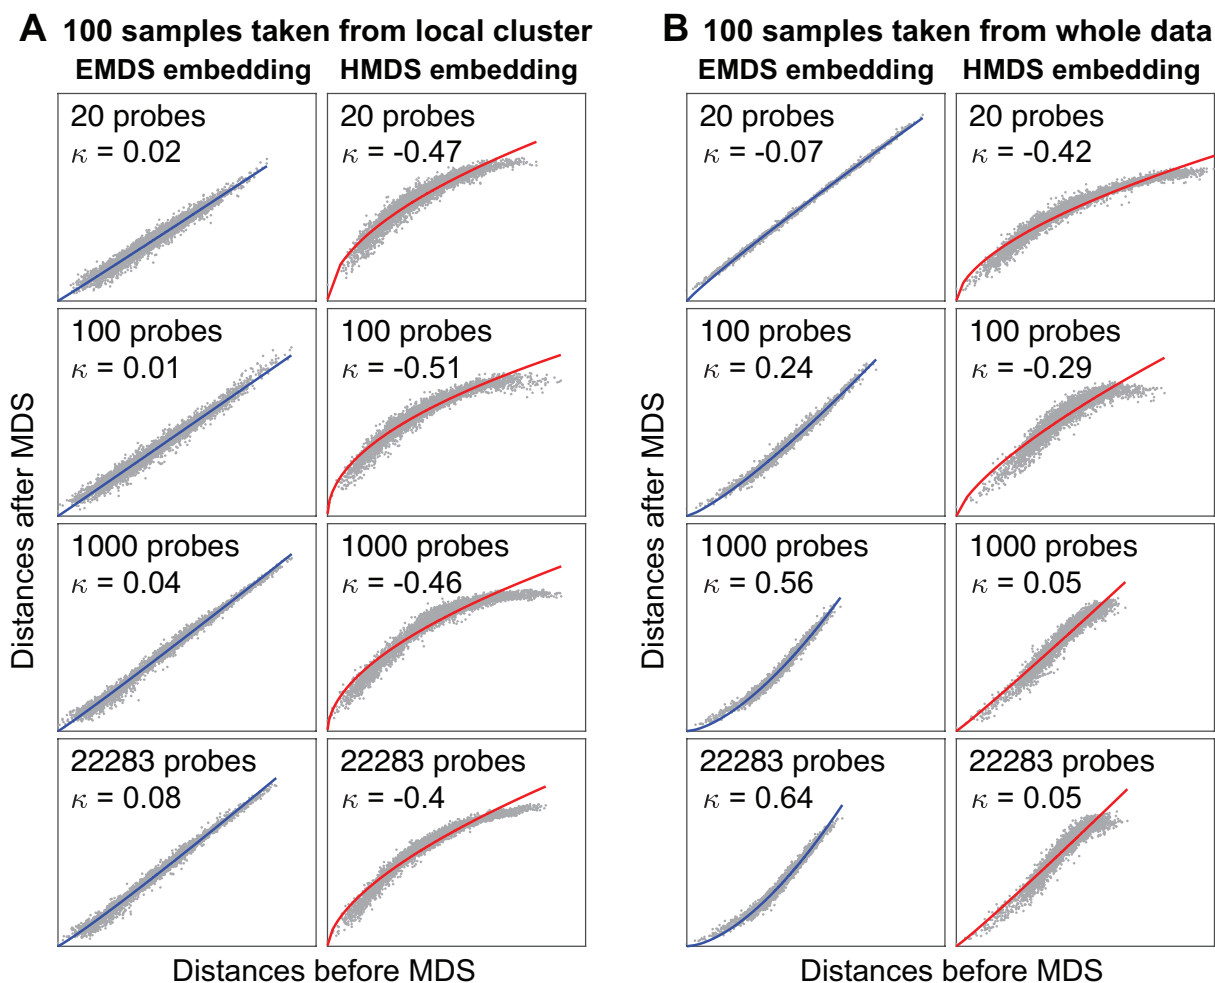 A 100 samples taken from local cluster
EMDS embedding HMDS embedding
20 probes
κ = 0.02
20 probes
κ = -0.47
100 probes
κ = 0.01
100 probes
κ = -0.51
1000 probes
κ = 0.04
1000 probes
κ = -0.46
22283 probes
κ = 0.08
22283 probes
κ = -0.4
Distances after MDS
Distances before MDS
B 100 samples taken from whole data
EMDS embedding HMDS embedding
20 probes
κ = -0.07
20 probes
κ = -0.42
100 probes
κ = 0.24
100 probes
κ = -0.29
1000 probes
κ = 0.56
1000 probes
κ = 0.05
22283 probes
κ = 0.64
22283 probes
κ = 0.05
Distances after MDS
Distances before MDS